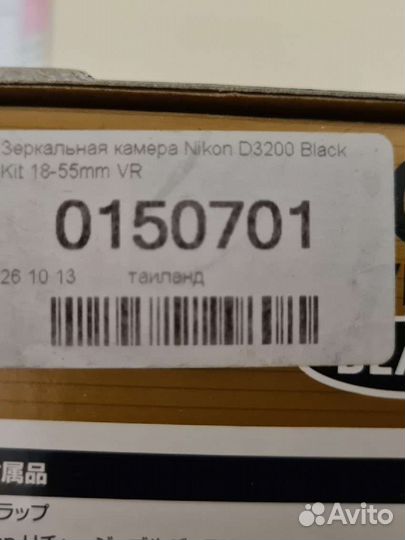 Зеркальная камера Nikon D3200 Black
Kit 18-55mm VR
0150701
26 10 13 таиланд
属品
ラップ
Avito